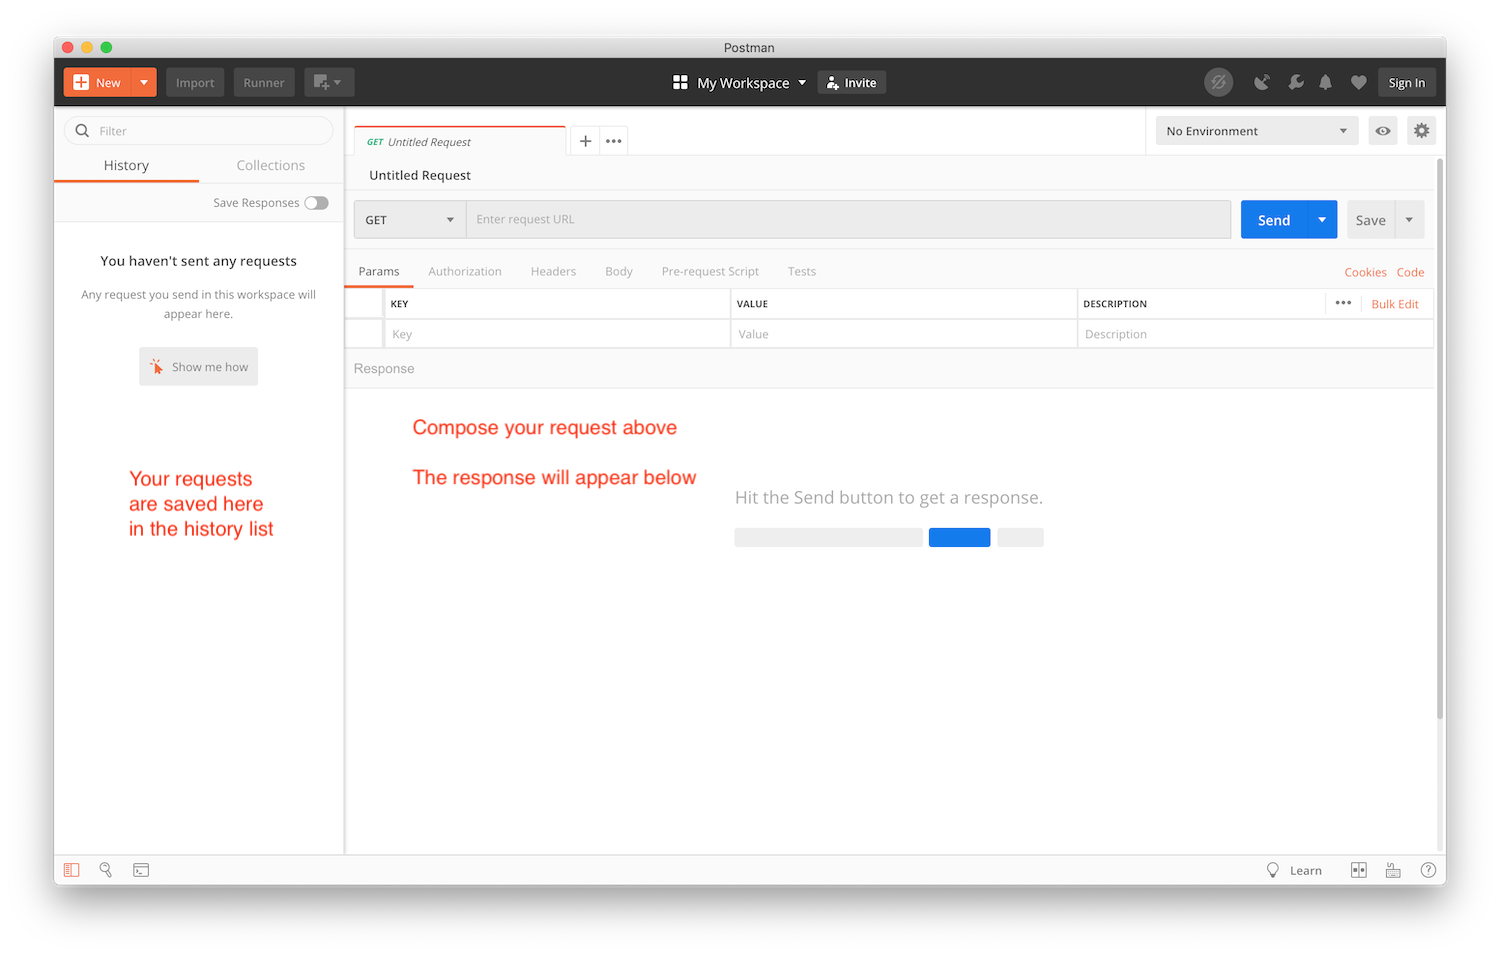 Postman
New
Import
Runner
My Workspace
Invite
Sign In
Filter
History
Collections
Save Responses
You haven't sent any requests
Any request you send in this workspace will
appear here.
Show me how
Your requests
are saved here
in the history list
GET Untitled Request
No Environment
Untitled Request
GET
Enter request URL
Send
Save
Params
Authorization
Headers
Body
Pre-request Script
Tests
Cookies
Code
KEY
VALUE
DESCRIPTION
Bulk Edit
Key
Value
Description
Response
Compose your request above
The response will appear below
Hit the Send button to get a response.
Learn